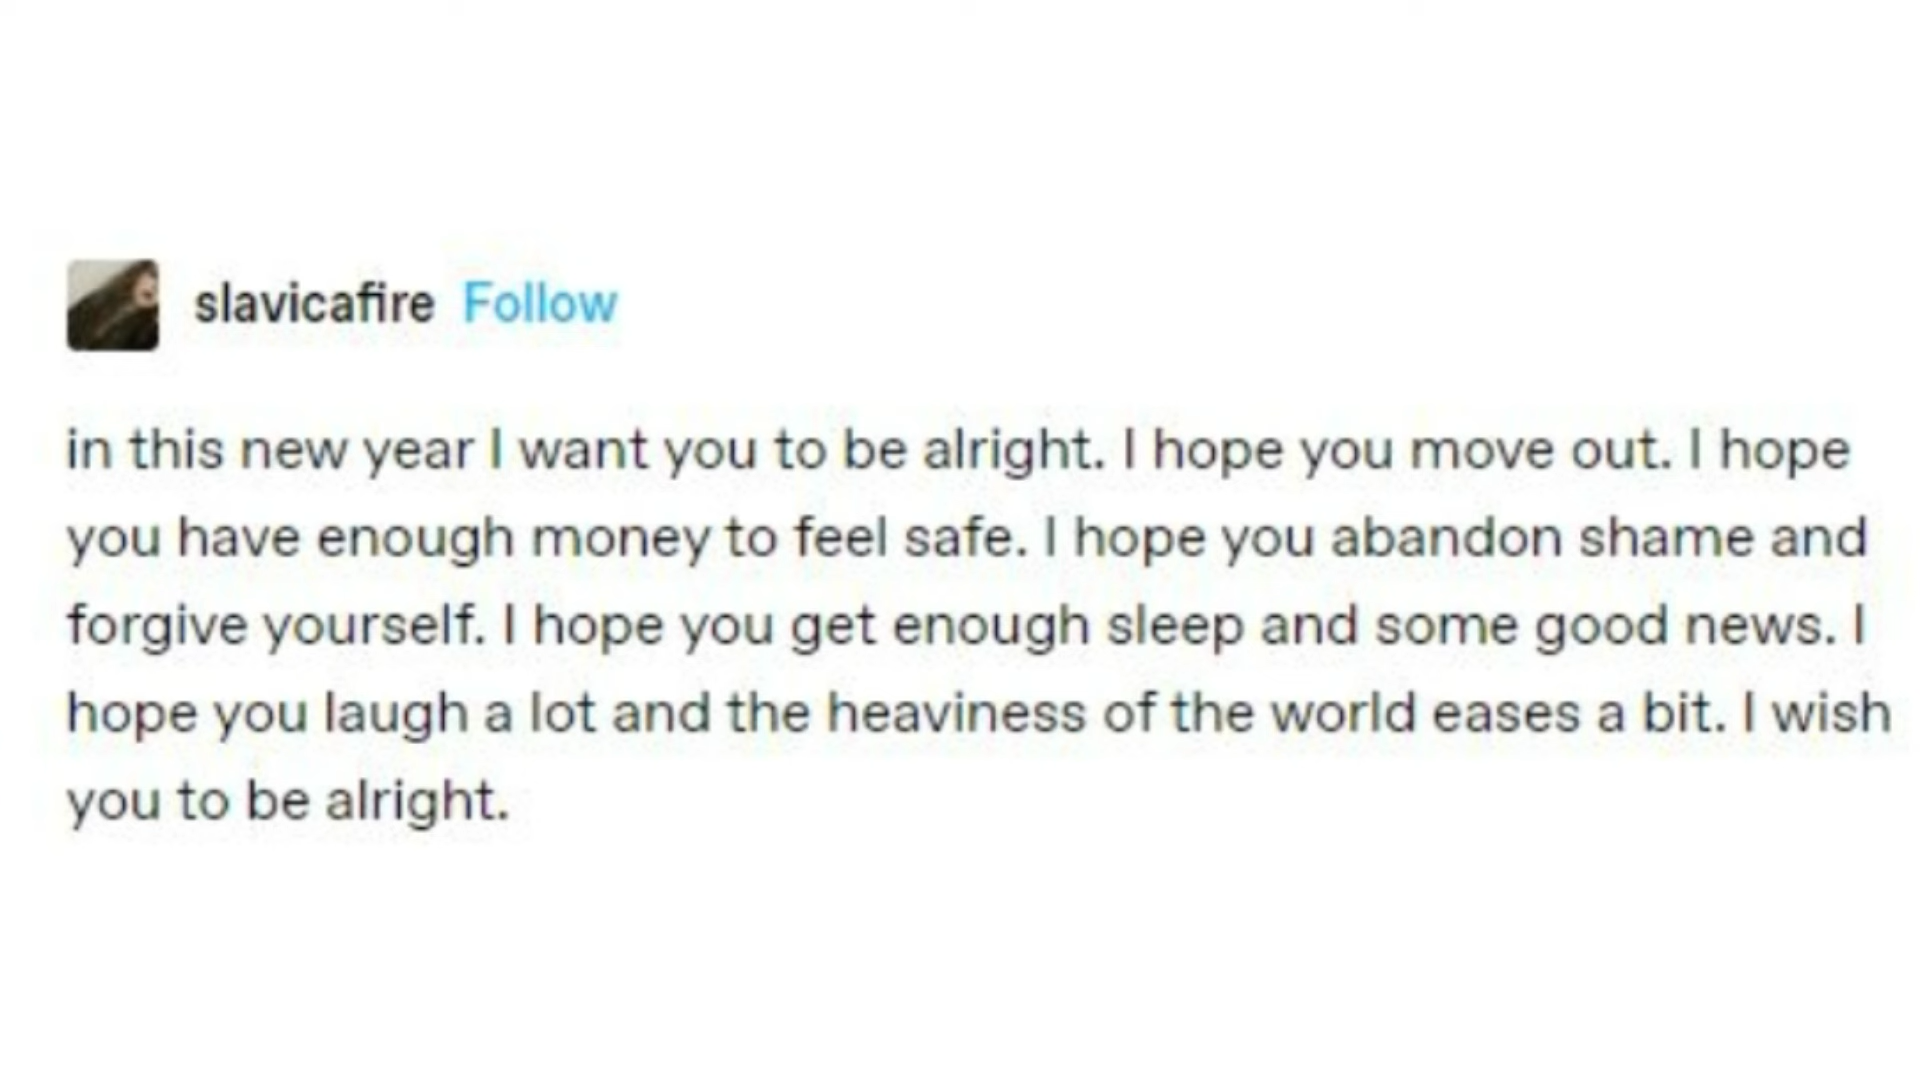 slavicafire Follow
in this new year I want you to be alright. I hope you move out. I hope
you have enough money to feel safe. I hope you abandon shame and
forgive yourself. I hope you get enough sleep and some good news. I
hope you laugh a lot and the heaviness of the world eases a bit. I wish
you to be alright.